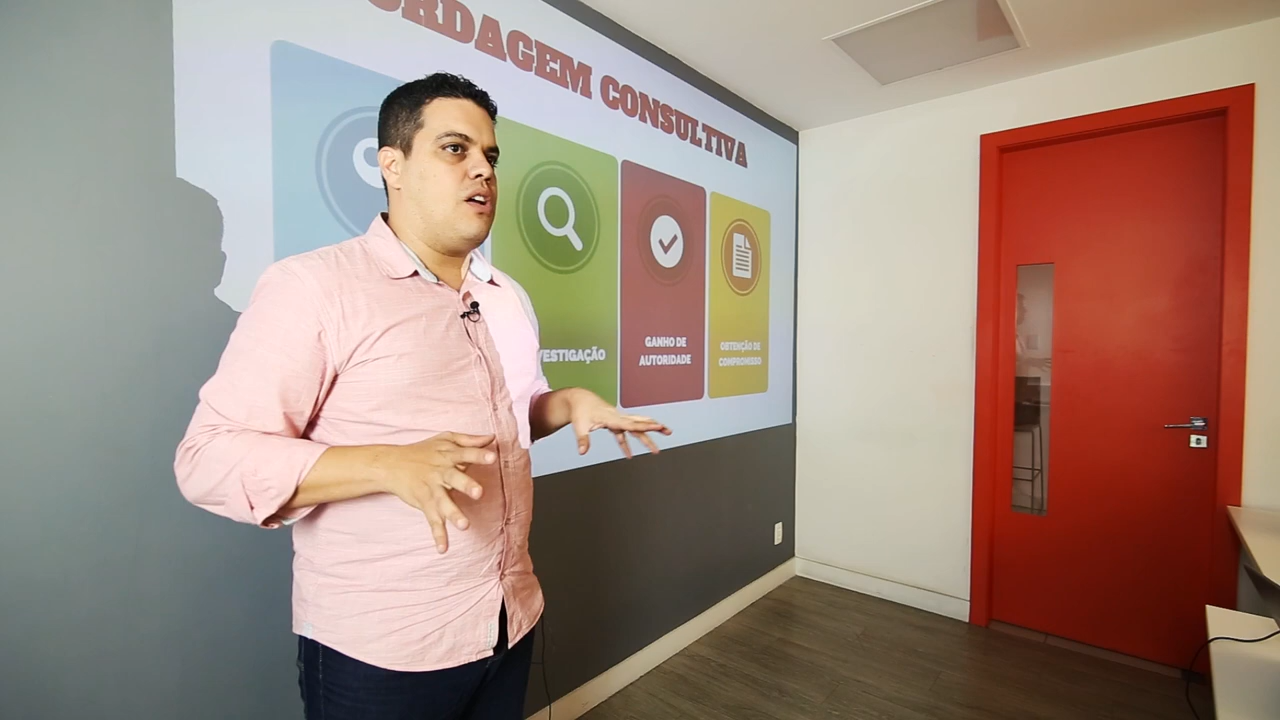 ORDAGEM CONSULTIVA
VESTIGAÇÃO
GANHO DE
AUTORIDADE
OBTENÇÃO DE
COMPROMISSO